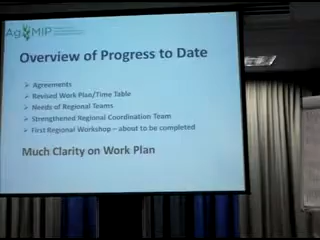 AgMIP
Overview of Progress to Date
Agreements
Revised Work Plan/Time Table
Needs of Regional Teams
Strengthened Regional Coordination Team
First Regional Workshop – about to be completed
Much Clarity on Work Plan